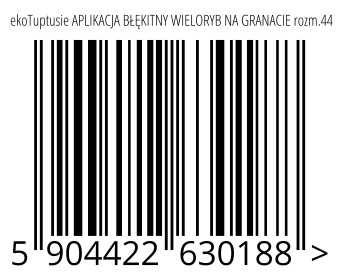 ekoTuptusie APLIKACJA BŁĘKITNY WIELORYB NA GRANACIE rozm.44
5 904422 630188 >